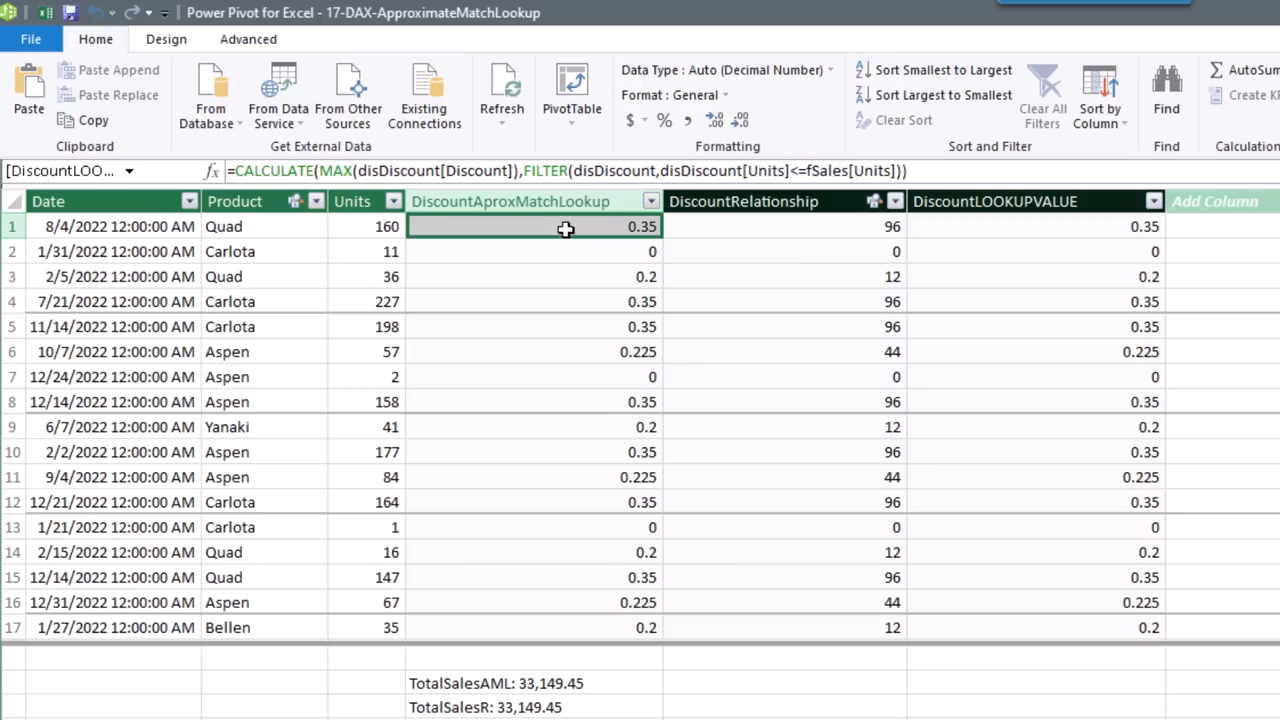 Power Pivot for Excel - 17-DAX-ApproximateMatchLookup
File Home Design Advanced
Paste
Paste Append
Paste Replace
Copy
Clipboard
From Database
From Data Service
From Other Sources
Existing Connections
Get External Data
Refresh
PivotTable
Data Type : Auto (Decimal Number)
Format : General
$ % ,
Formatting
Sort Smallest to Largest
Sort Largest to Smallest
Clear Sort
Clear All Filters
Sort by Column
Sort and Filter
Find
Find
AutoSum
Create KP
Calculation
[DiscountLOO... fx =CALCULATE(MAX(disDiscount[Discount]),FILTER(disDiscount,disDiscount[Units]<=fSales[Units]))
Date Product Units DiscountAproxMatchLookup DiscountRelationship DiscountLOOKUPVALUE Add Column
1 8/4/2022 12:00:00 AM Quad 160 0.35 96 0.35
2 1/31/2022 12:00:00 AM Carlota 11 0 0 0
3 2/5/2022 12:00:00 AM Quad 36 0.2 12 0.2
4 7/21/2022 12:00:00 AM Carlota 227 0.35 96 0.35
5 11/14/2022 12:00:00 AM Carlota 198 0.35 96 0.35
6 10/7/2022 12:00:00 AM Aspen 57 0.225 44 0.225
7 12/24/2022 12:00:00 AM Aspen 2 0 0 0
8 12/14/2022 12:00:00 AM Aspen 158 0.35 96 0.35
9 6/7/2022 12:00:00 AM Yanaki 41 0.2 12 0.2
10 2/2/2022 12:00:00 AM Aspen 177 0.35 96 0.35
11 9/4/2022 12:00:00 AM Aspen 84 0.225 44 0.225
12 12/21/2022 12:00:00 AM Carlota 164 0.35 96 0.35
13 1/21/2022 12:00:00 AM Carlota 1 0 0 0
14 2/15/2022 12:00:00 AM Quad 16 0.2 12 0.2
15 12/14/2022 12:00:00 AM Quad 147 0.35 96 0.35
16 12/31/2022 12:00:00 AM Aspen 67 0.225 44 0.225
17 1/27/2022 12:00:00 AM Bellen 35 0.2 12 0.2
TotalSalesAML: 33,149.45
TotalSalesR: 33,149.45